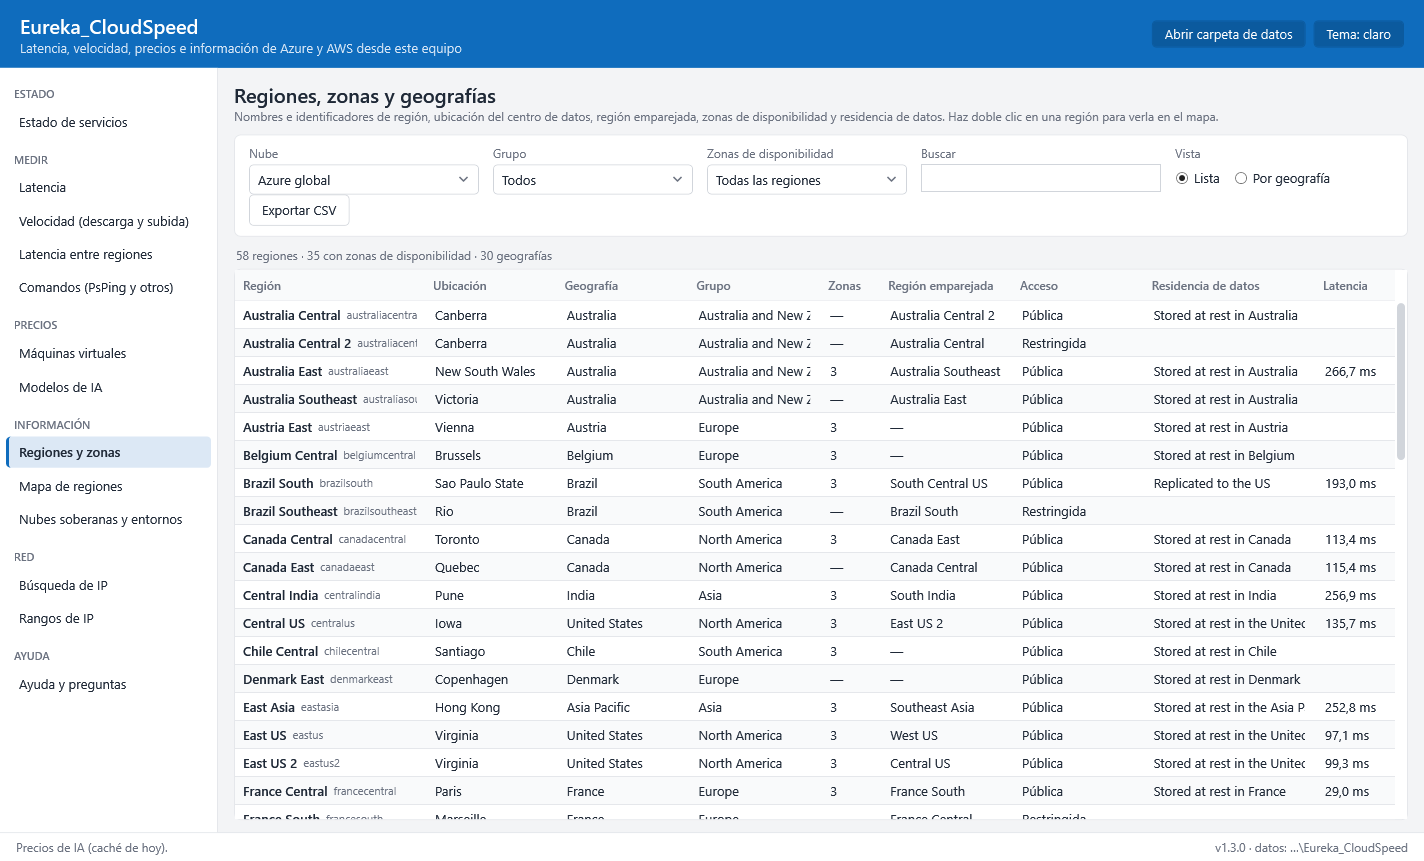 Eureka_CloudSpeed
Latencia, velocidad, precios e información de Azure y AWS desde este equipo
Abrir carpeta de datos
Tema: claro
ESTADO
Estado de servicios
MEDIR
Latencia
Velocidad (descarga y subida)
Latencia entre regiones
Comandos (PsPing y otros)
PRECIOS
Máquinas virtuales
Modelos de IA
INFORMACIÓN
Regiones y zonas
Mapa de regiones
Nubes soberanas y entornos
RED
Búsqueda de IP
Rangos de IP
AYUDA
Ayuda y preguntas
Regiones, zonas y geografías
Nombres e identificadores de región, ubicación del centro de datos, región emparejada, zonas de disponibilidad y residencia de datos. Haz doble clic en una región para verla en el mapa.
Nube Grupo Zonas de disponibilidad Buscar Vista
Azure global Todos Todas las regiones Lista Por geografía
Exportar CSV
58 regiones · 35 con zonas de disponibilidad · 30 geografías
Región Ubicación Geografía Grupo Zonas Región emparejada Acceso Residencia de datos Latencia
Australia Central australiacentra Canberra Australia Australia and New Z — Australia Central 2 Pública Stored at rest in Australia
Australia Central 2 australiacent Canberra Australia Australia and New Z — Australia Central Restringida
Australia East australiaeast New South Wales Australia Australia and New Z 3 Australia Southeast Pública Stored at rest in Australia 266,7 ms
Australia Southeast australiasou Victoria Australia Australia and New Z — Australia East Pública Stored at rest in Australia
Austria East austriaeast Vienna Austria Europe 3 — Pública Stored at rest in Austria
Belgium Central belgiumcentral Brussels Belgium Europe 3 — Pública Stored at rest in Belgium
Brazil South brazilsouth Sao Paulo State Brazil South America 3 South Central US Pública Replicated to the US 193,0 ms
Brazil Southeast brazilsoutheast Rio Brazil South America — Brazil South Restringida
Canada Central canadacentral Toronto Canada North America 3 Canada East Pública Stored at rest in Canada 113,4 ms
Canada East canadaeast Quebec Canada North America — Canada Central Pública Stored at rest in Canada 115,4 ms
Central India centralindia Pune India Asia 3 South India Pública Stored at rest in India 256,9 ms
Central US centralus Iowa United States North America 3 East US 2 Pública Stored at rest in the United 135,7 ms
Chile Central chilecentral Santiago Chile South America 3 — Pública Stored at rest in Chile
Denmark East denmarkeast Copenhagen Denmark Europe — — Pública Stored at rest in Denmark
East Asia eastasia Hong Kong Asia Pacific Asia 3 Southeast Asia Pública Stored at rest in the Asia P 252,8 ms
East US eastus Virginia United States North America 3 West US Pública Stored at rest in the United 97,1 ms
East US 2 eastus2 Virginia United States North America 3 Central US Pública Stored at rest in the United 99,3 ms
France Central francecentral Paris France Europe 3 France South Pública Stored at rest in France 29,0 ms
France South francesouth Marseille France Europe France Central Restringida
Precios de IA (caché de hoy).
v1.3.0 · datos: ...\Eureka_CloudSpeed